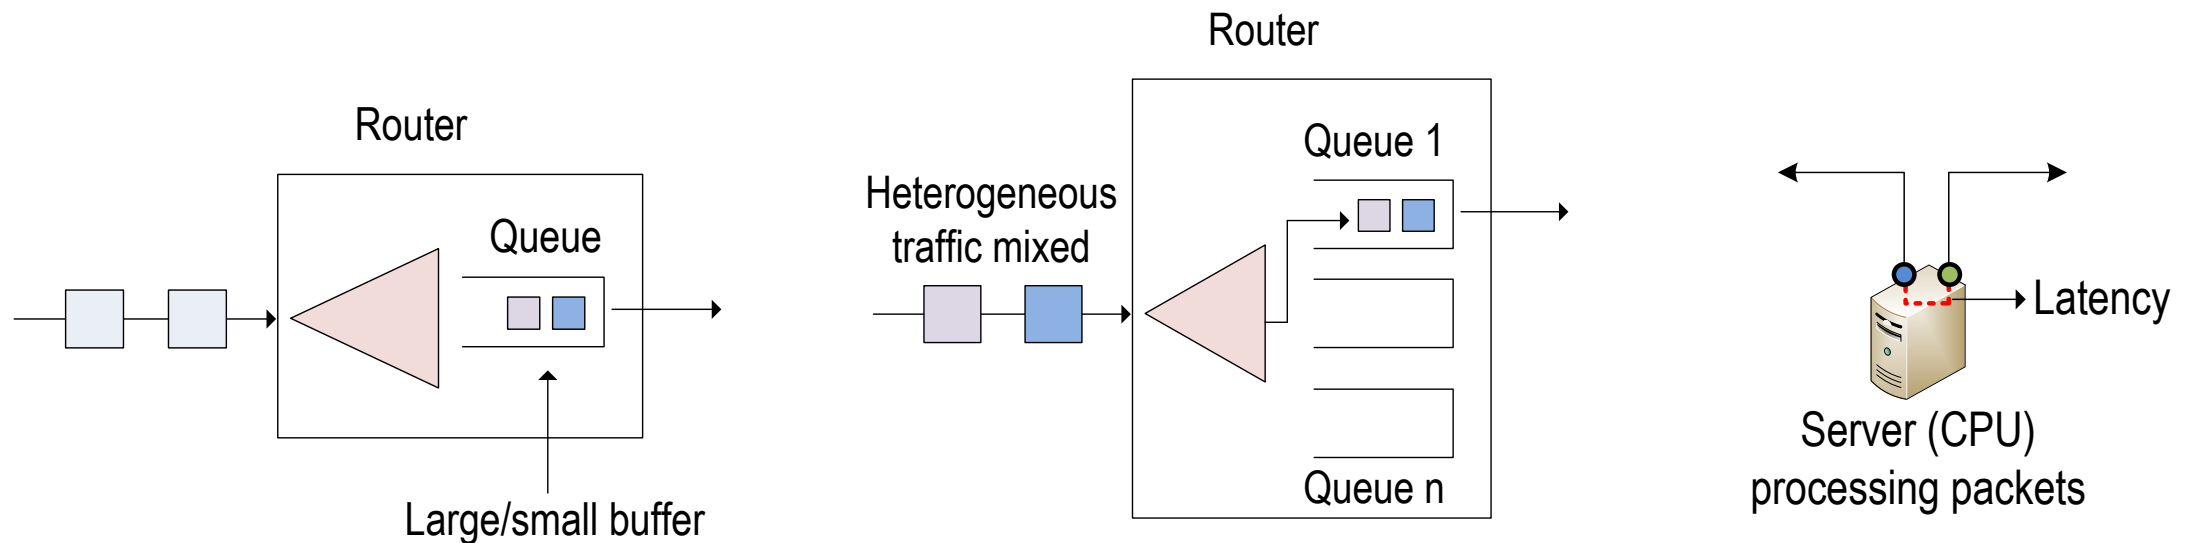 Router
Queue
Large/small buffer
Router
Heterogeneous
traffic mixed
Queue 1
Queue n
Latency
Server (CPU)
processing packets